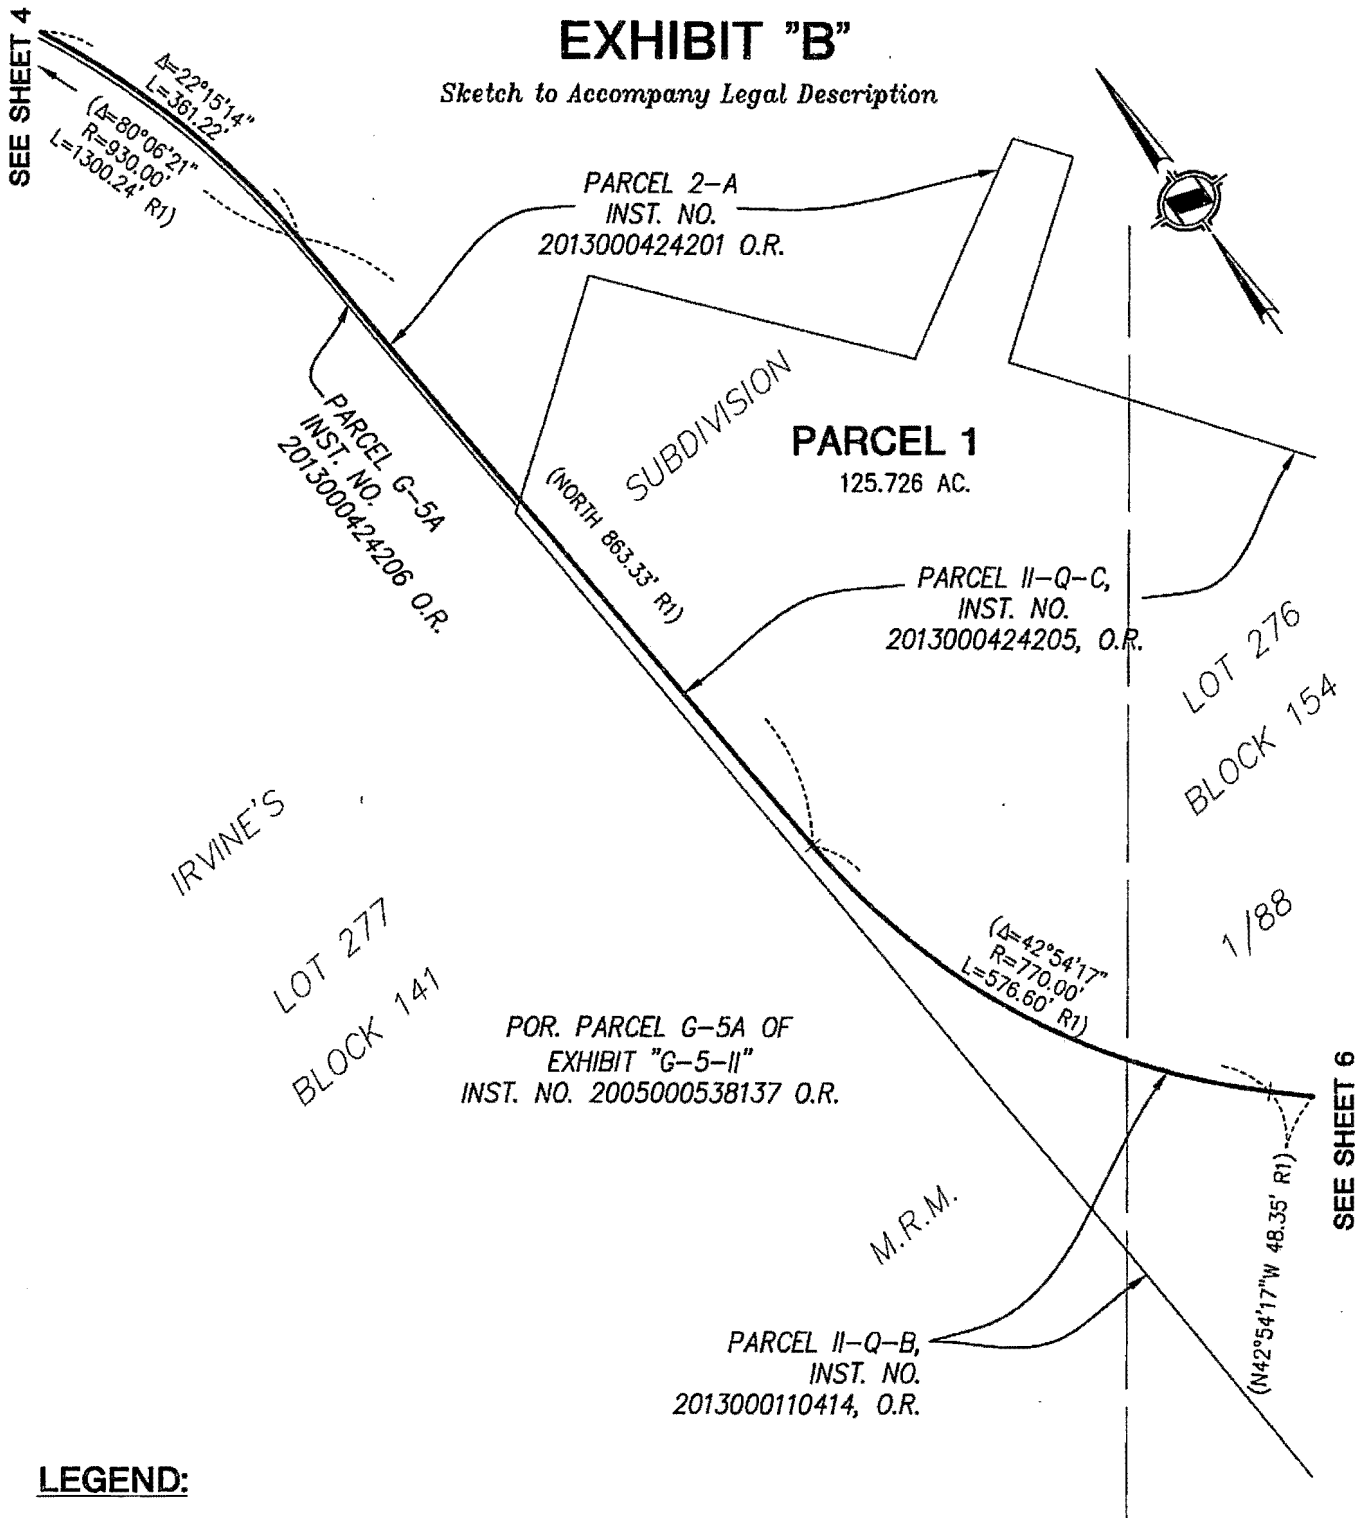 EXHIBIT "B"
Sketch to Accompany Legal Description
SEE SHEET 4
Δ=22°15'14"
L=361.22'
(Δ=80°06'21"
R=930.00'
L=1300.24' R1)
PARCEL 2-A
INST. NO.
2013000424201 O.R.
PARCEL G-5A
INST. NO.
2013000424206 O.R.
SUBDIVISION
PARCEL 1
125.726 AC.
(NORTH 863.33' R1)
PARCEL II-Q-C,
INST. NO.
2013000424205, O.R.
LOT 276
BLOCK 154
1/88
IRVINE'S
LOT 277
BLOCK 141
(Δ=42°54'17"
R=770.00'
L=576.60' R1)
POR. PARCEL G-5A OF
EXHIBIT "G-5-II"
INST. NO. 2005000538137 O.R.
SEE SHEET 6
(N42°54'17"W 48.35' R1)
M.R.M.
PARCEL II-Q-B,
INST. NO.
2013000110414, O.R.
LEGEND: